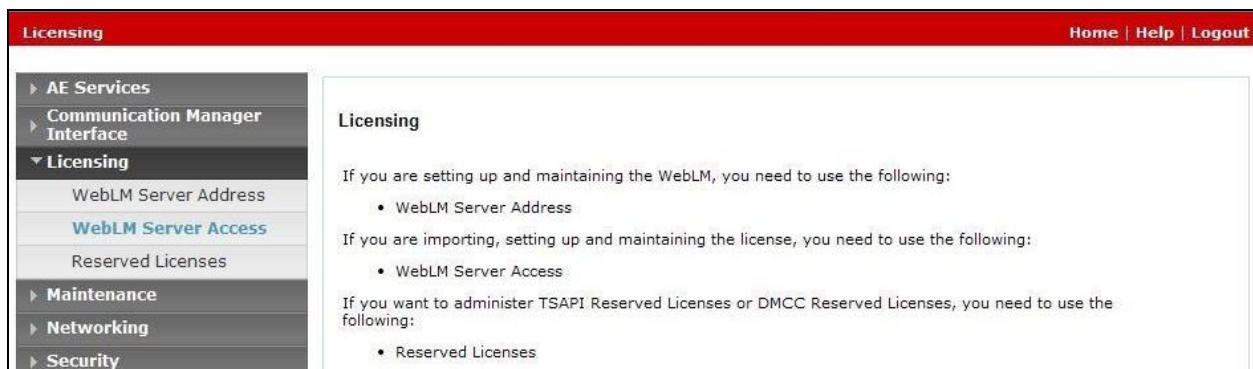 Licensing
Home | Help | Logout
AE Services
Communication Manager
Interface
Licensing
WebLM Server Address
WebLM Server Access
Reserved Licenses
Maintenance
Networking
Security
Licensing
If you are setting up and maintaining the WebLM, you need to use the following:
• WebLM Server Address
If you are importing, setting up and maintaining the license, you need to use the following:
• WebLM Server Access
If you want to administer TSAPI Reserved Licenses or DMCC Reserved Licenses, you need to use the
following:
• Reserved Licenses